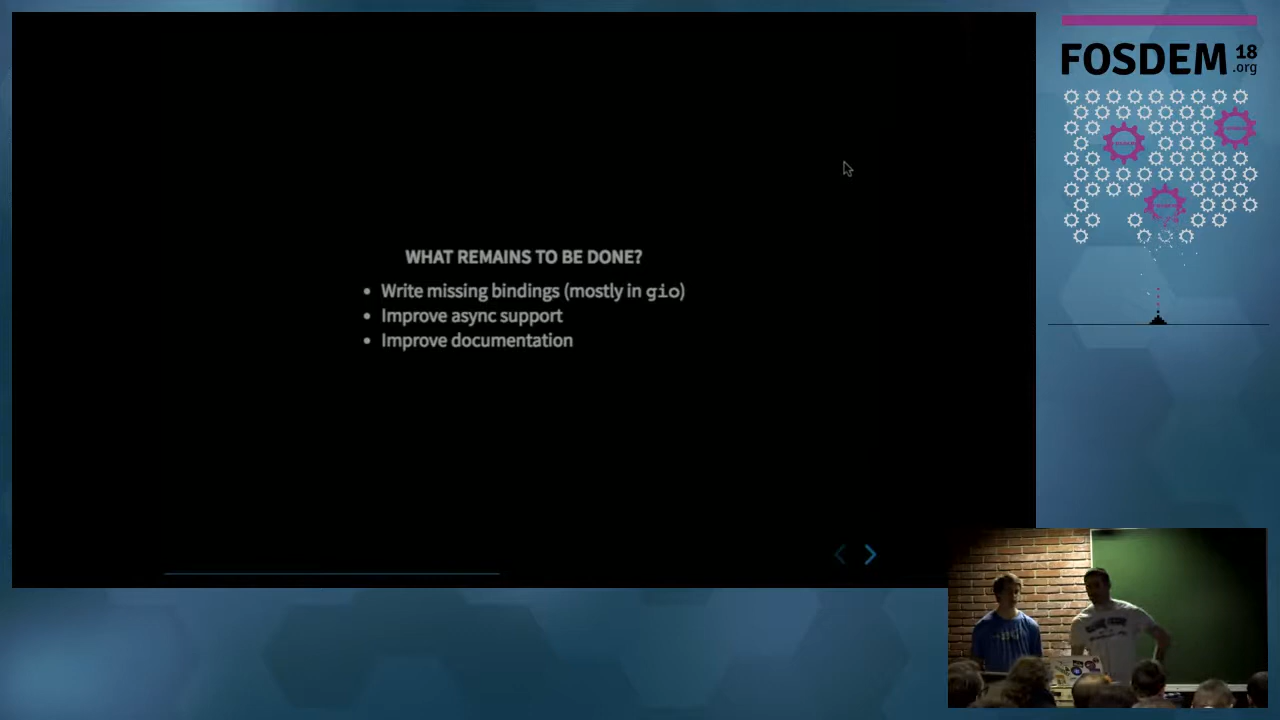 WHAT REMAINS TO BE DONE?
• Write missing bindings (mostly in gio)
• Improve async support
• Improve documentation
FOSDEM 18
.org